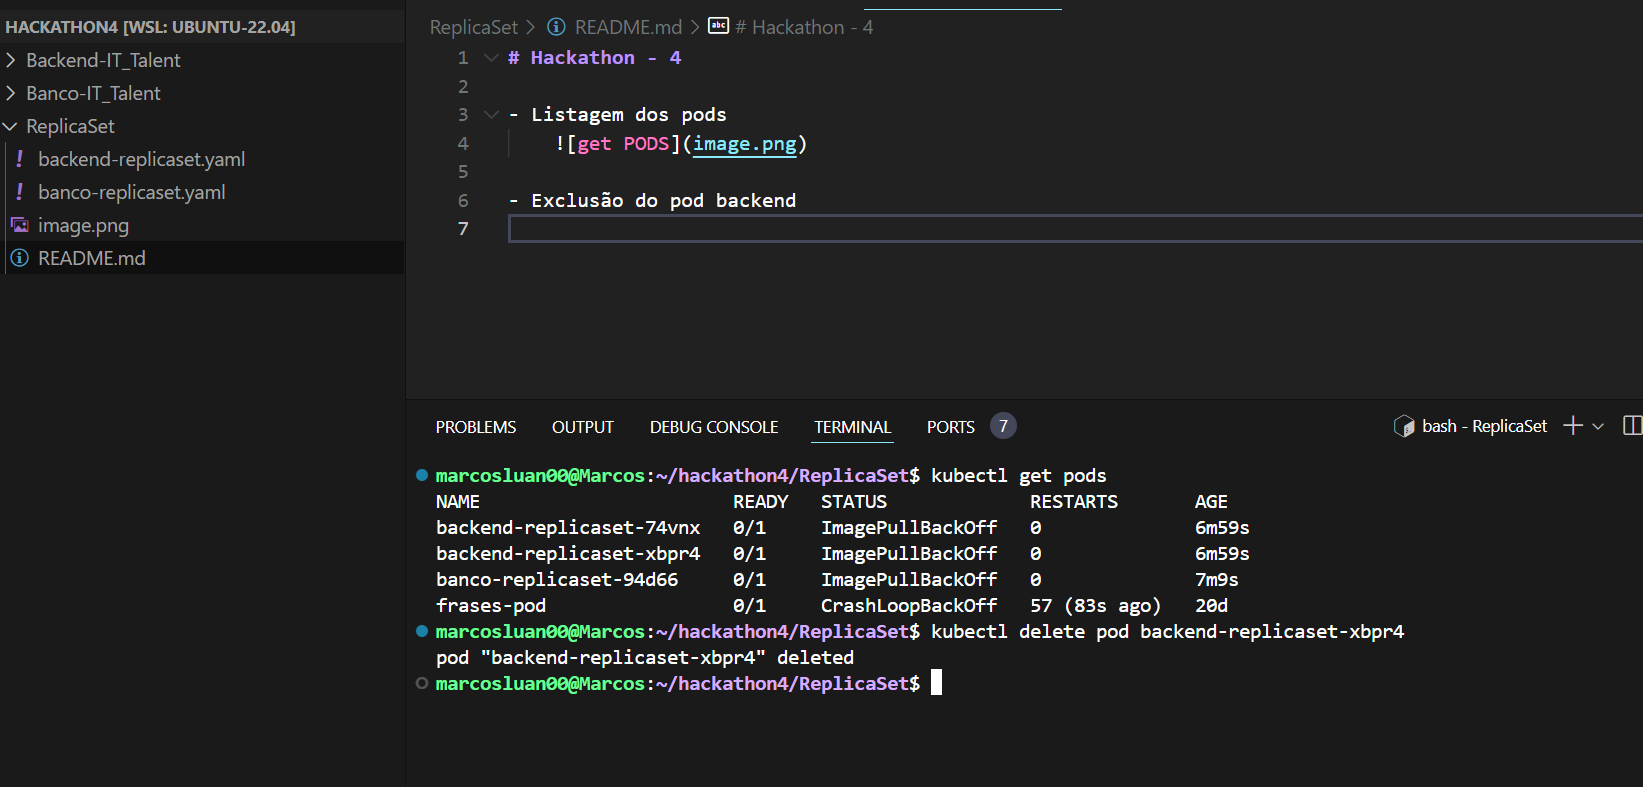 HACKATHON4 [WSL: UBUNTU-22.04]
Backend-IT_Talent
Banco-IT_Talent
ReplicaSet
! backend-replicaset.yaml
! banco-replicaset.yaml
image.png
README.md
ReplicaSet > README.md > abc # Hackathon - 4
1 # Hackathon - 4
2
3 - Listagem dos pods
4 ![get PODS](image.png)
5
6 - Exclusão do pod backend
7
PROBLEMS OUTPUT DEBUG CONSOLE TERMINAL PORTS 7 bash - ReplicaSet
marcosluan00@Marcos:~/hackathon4/ReplicaSet$ kubectl get pods
NAME READY STATUS RESTARTS AGE
backend-replicaset-74vnx 0/1 ImagePullBackOff 0 6m59s
backend-replicaset-xbpr4 0/1 ImagePullBackOff 0 6m59s
banco-replicaset-94d66 0/1 ImagePullBackOff 0 7m9s
frases-pod 0/1 CrashLoopBackOff 57 (83s ago) 20d
marcosluan00@Marcos:~/hackathon4/ReplicaSet$ kubectl delete pod backend-replicaset-xbpr4
pod "backend-replicaset-xbpr4" deleted
marcosluan00@Marcos:~/hackathon4/ReplicaSet$